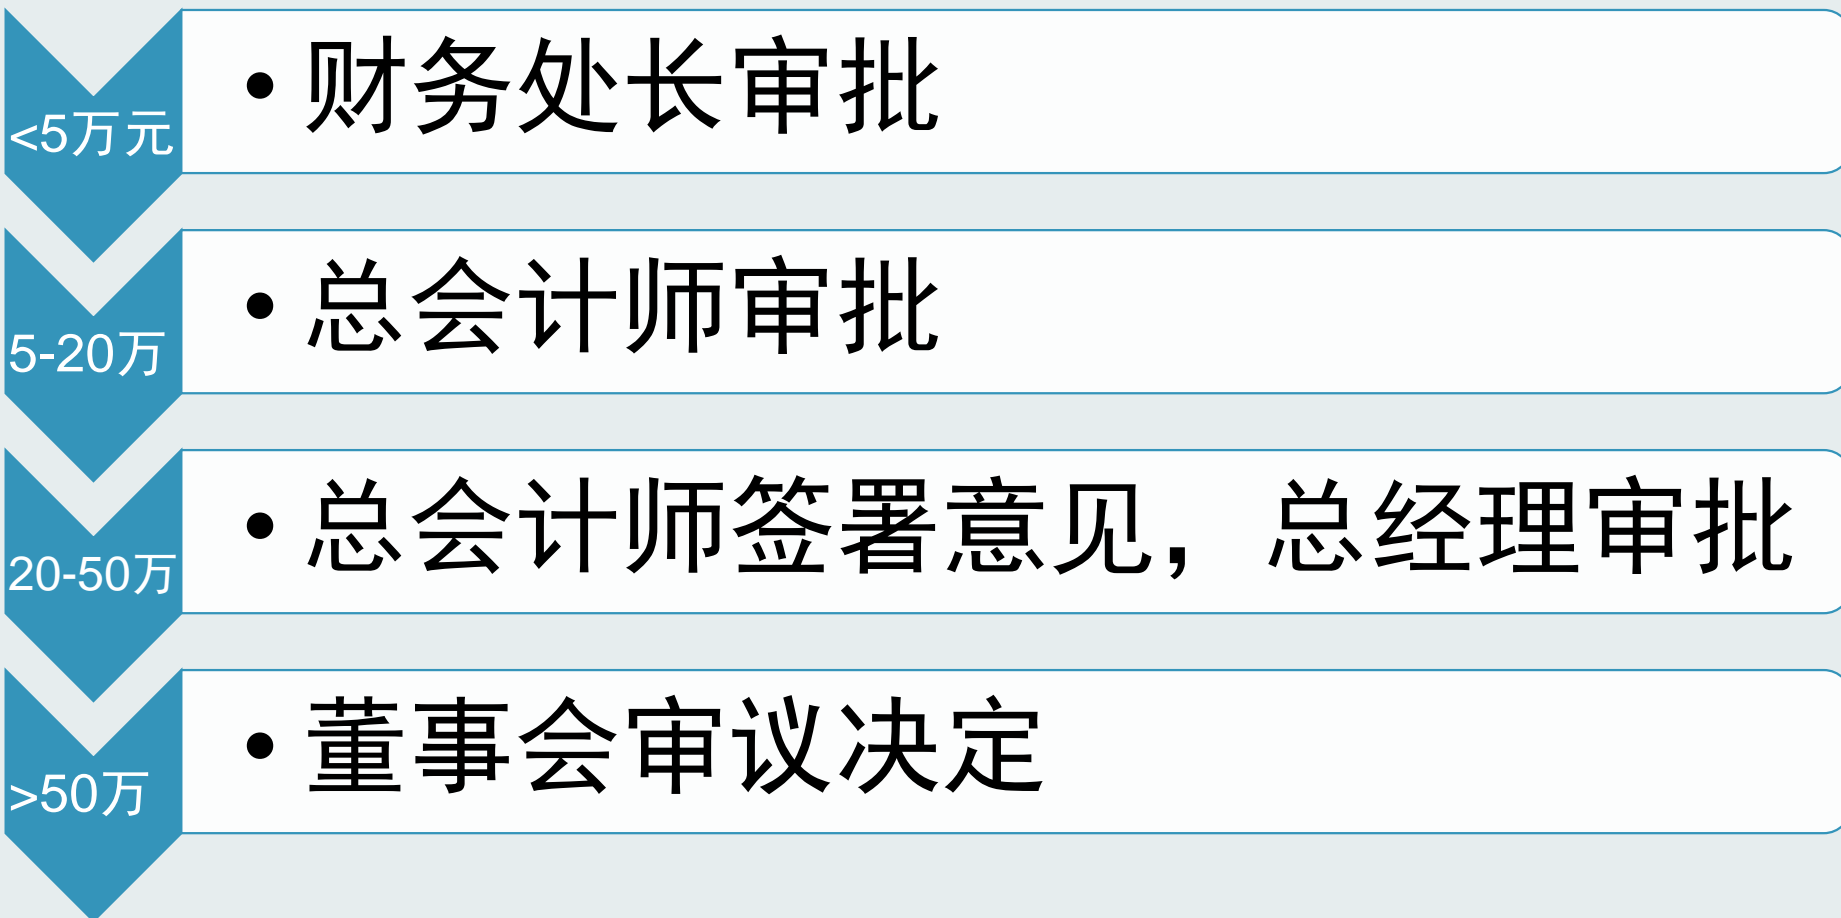 <5万元
• 财务处长审批
5-20万
• 总会计师审批
20-50万
• 总会计师签署意见，总经理审批
>50万
• 董事会审议决定